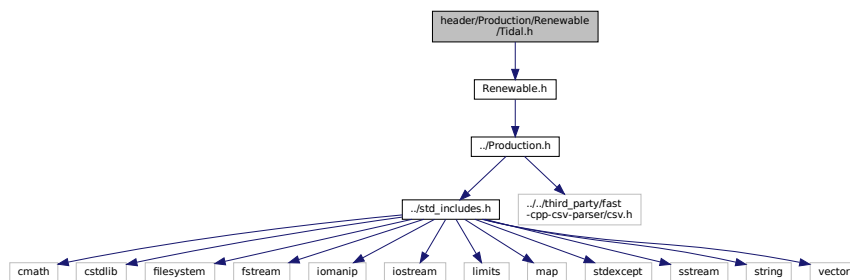 header/Production/Renewable
/Tidal.h
Renewable.h
../Production.h
../std_includes.h
../../third_party/fast
-cpp-csv-parser/csv.h
cmath
cstdlib
filesystem
fstream
iomanip
iostream
limits
map
stdexcept
sstream
string
vector